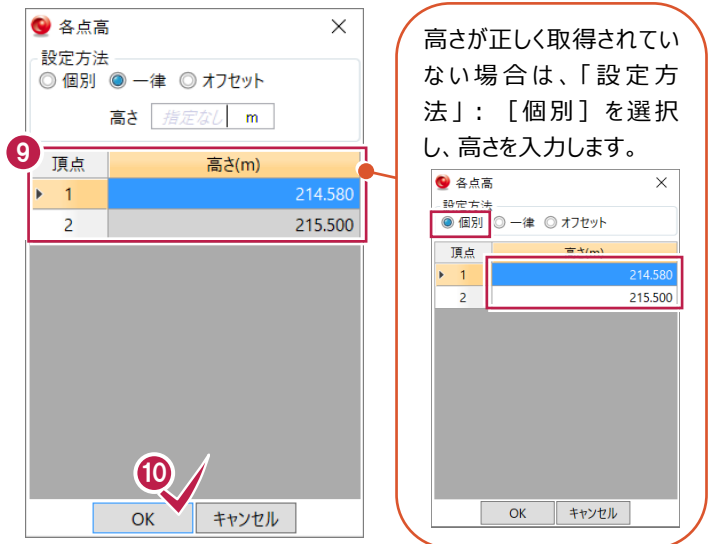 各点高
設定方法
個別 一律 オフセット
高さ 指定なし m
9
頂点 高さ(m)
1 214.580
2 215.500
10
OK キャンセル
高さが正しく取得されてい
ない場合は、「設定方
法」：［個別］を選択
し、高さを入力します。
各点高
設定方法
個別 一律 オフセット
頂点 高さ(m)
1 214.580
2 215.500
OK キャンセル